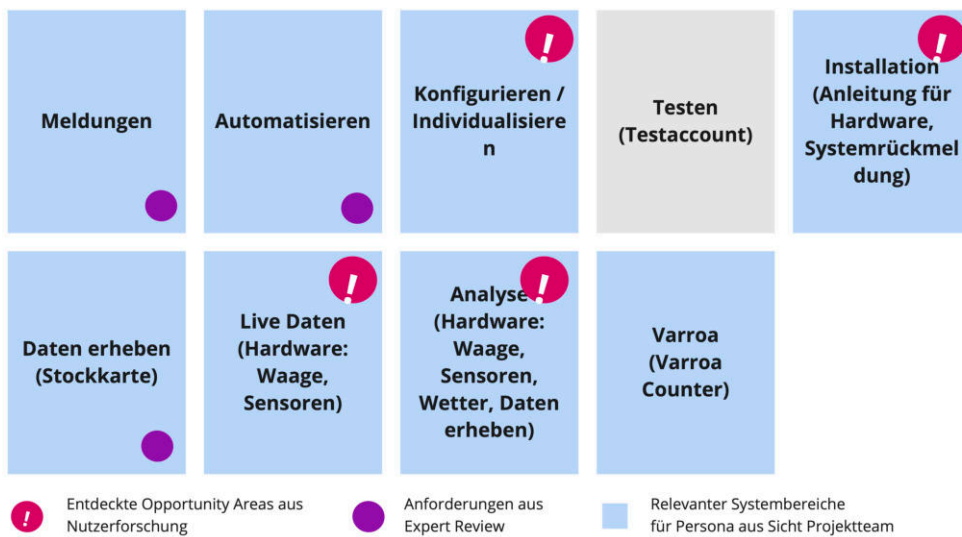 Meldungen
Automatisieren
Konfigurieren /
Individualisiere
n
Testen
(Testaccount)
Installation
(Anleitung für
Hardware,
Systemrückmel
dung)
Daten erheben
(Stockkarte)
Live Daten
(Hardware:
Waage,
Sensoren)
Analyse
(Hardware:
Waage,
Sensoren,
Wetter, Daten
erheben)
Varroa
(Varroa
Counter)
Entdeckte Opportunity Areas aus
Nutzerforschung
Anforderungen aus
Expert Review
Relevanter Systembereiche
für Persona aus Sicht Projektteam